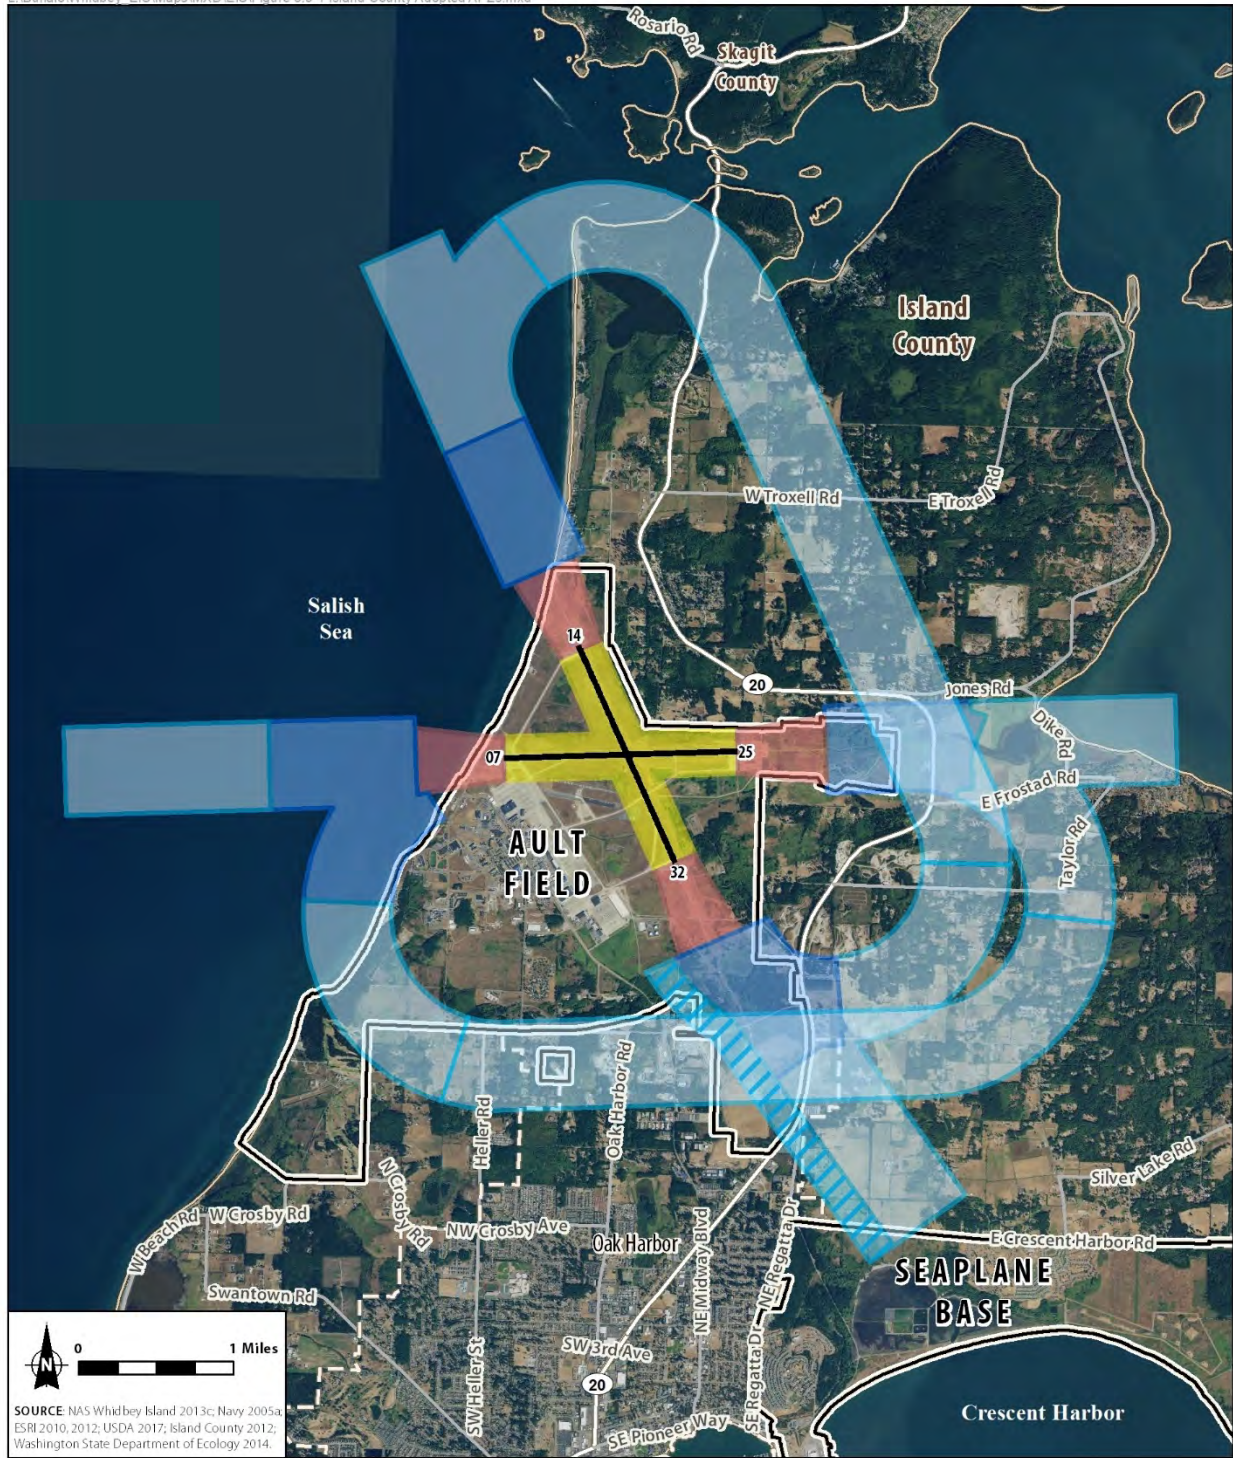 Rosario Rd
Skagit
County
Island
County
W Troxell Rd
E Troxell Rd
Salish
Sea
14
20
Jones Rd
Dike Rd
07
25
E Frostad Rd
Taylor Rd
AULT
FIELD
32
Heller Rd
Oak Harbor Rd
Silver Lake Rd
W Beach Rd
W Crosby Rd
N Crosby Rd
NW Crosby Ave
Oak Harbor
NE Midway Blvd
NE Regatta Dr
E Crescent Harbor Rd
SEAPLANE
BASE
Swantown Rd
SW Heller St
SW 3rd Ave
SE Regatta Dr
20
SE Pioneer Way
Crescent Harbor
N
0 1 Miles
SOURCE: NAS Whidbey Island 2013c; Navy 2005a;
ESRI 2010, 2012; USDA 2017; Island County 2012;
Washington State Department of Ecology 2014.